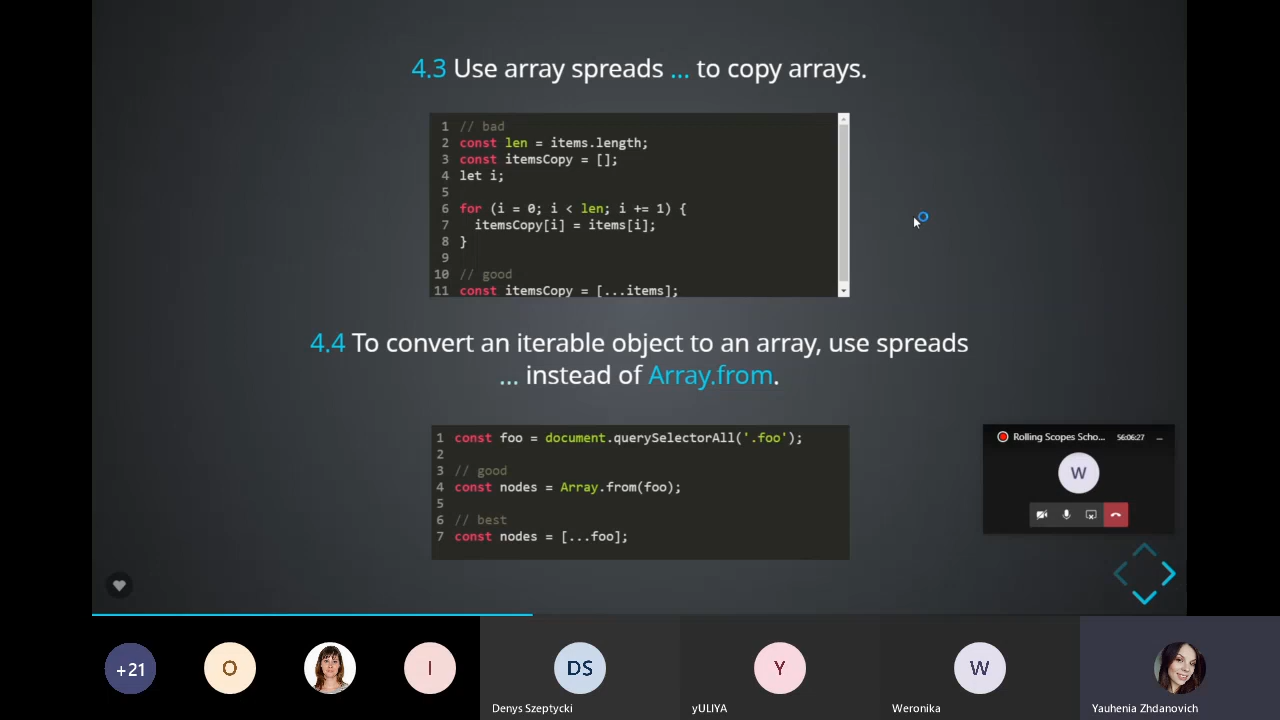 4.3 Use array spreads ... to copy arrays.
1 // bad
2 const len = items.length;
3 const itemsCopy = [];
4 let i;
5
6 for (i = 0; i < len; i += 1) {
7   itemsCopy[i] = items[i];
8 }
9
10 // good
11 const itemsCopy = [...items];
4.4 To convert an iterable object to an array, use spreads
... instead of Array.from.
1 const foo = document.querySelectorAll('.foo');
2
3 // good
4 const nodes = Array.from(foo);
5
6 // best
7 const nodes = [...foo];
Rolling Scopes Scho... 56:06:27
W
+21
O
I
DS
Y
W
Denys Szeptycki
yULIYA
Weronika
Yauhenia Zhdanovich